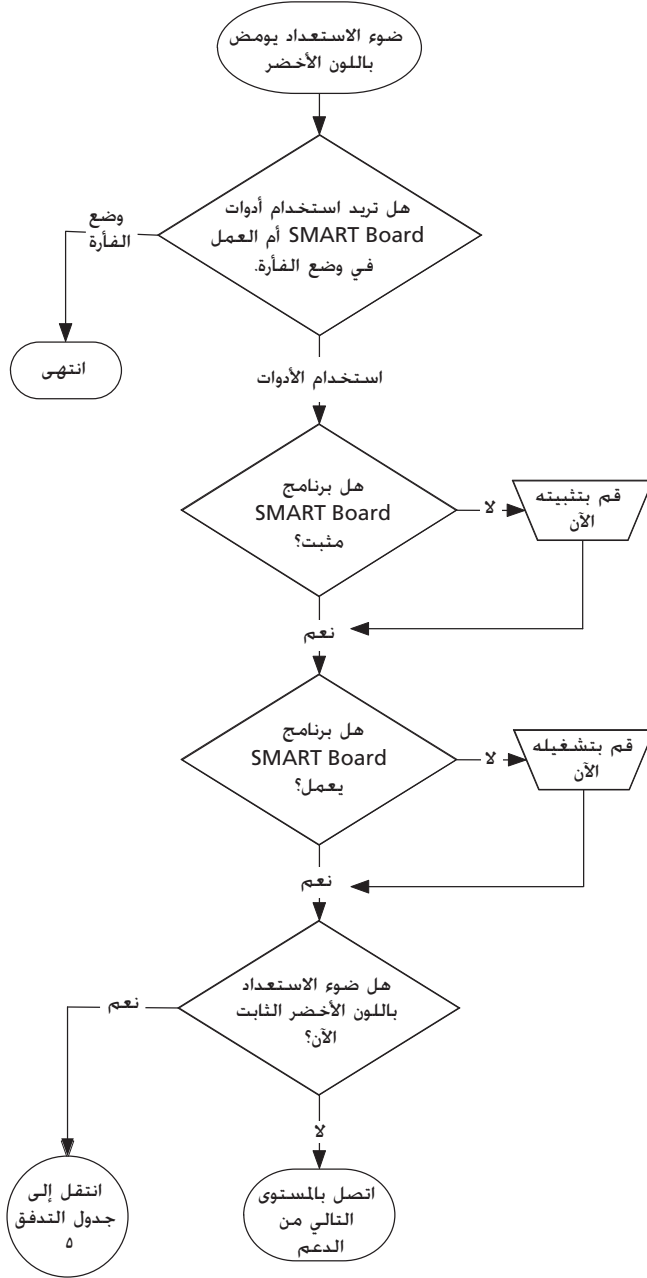 ضوء الاستعداد يومض
باللون الأخضر
هل تريد استخدام أدوات
SMART Board أم العمل
في وضع الفأرة.
وضع
الفأرة
انتهى
استخدام الأدوات
هل برنامج
SMART Board
مثبت؟
لا
قم بتثبيته
الآن
نعم
هل برنامج
SMART Board
يعمل؟
لا
قم بتشغيله
الآن
نعم
هل ضوء الاستعداد
باللون الأخضر الثابت
الآن؟
نعم
لا
اتصل بالمستوى
التالي من
الدعم
انتقل إلى
جدول التدفق
٥